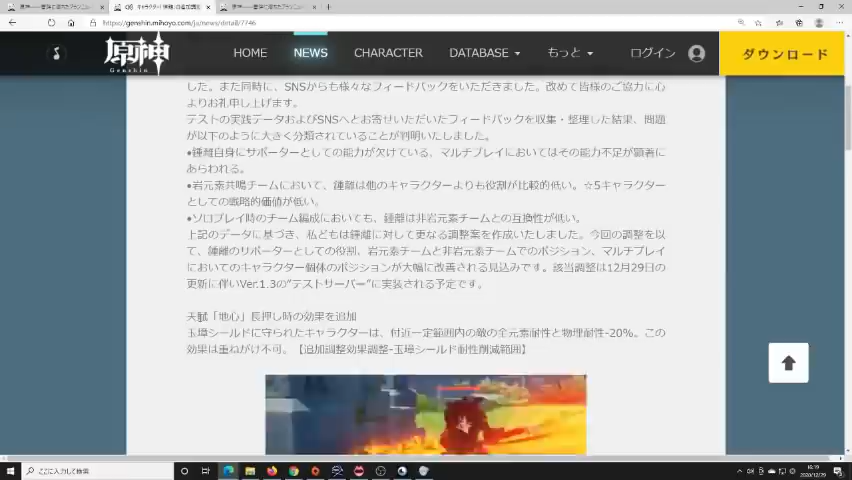 https://genshin.mihoyo.com/ja/news/detail/7746
原神
Genshin
HOME
NEWS
CHARACTER
DATABASE
もっと
ログイン
ダウンロード
した。また同時に、SNSからも様々なフィードバックをいただきました。改めて皆様のご協力に心
よりお礼申し上げます。
テストの実践データおよびSNSへとお寄せいただいたフィードバックを収集・整理した結果、問題
が以下のように大きく分類されていることが判明いたしました。
●鍾離自身にサポーターとしての能力が欠けている、マルチプレイにおいてはその能力不足が顕著に
あらわれる。
●岩元素共鳴チームにおいて、鍾離は他のキャラクターよりも役割が比較的低い。☆5キャラクター
としての戦略的価値が低い。
●ソロプレイ時のチーム編成においても、鍾離は非岩元素チームとの互換性が低い。
上記のデータに基づき、私どもは鍾離に対して更なる調整案を作成いたしました。今回の調整を以
て、鍾離のサポーターとしての役割、岩元素チームと非岩元素チームでのポジション、マルチプレイ
においてのキャラクター個体のポジションが大幅に改善される見込みです。該当調整は12月29日の
更新に伴いVer.1.3の"テストサーバー"に実装される予定です。
天賦「地心」長押し時の効果を追加
玉璋シールドに守られたキャラクターは、付近一定範囲内の敵の全元素耐性と物理耐性-20%。この
効果は重ねがけ不可。【追加調整効果調整-玉璋シールド耐性削減範囲】
ここに入力して検索
16:19
2020/12/29